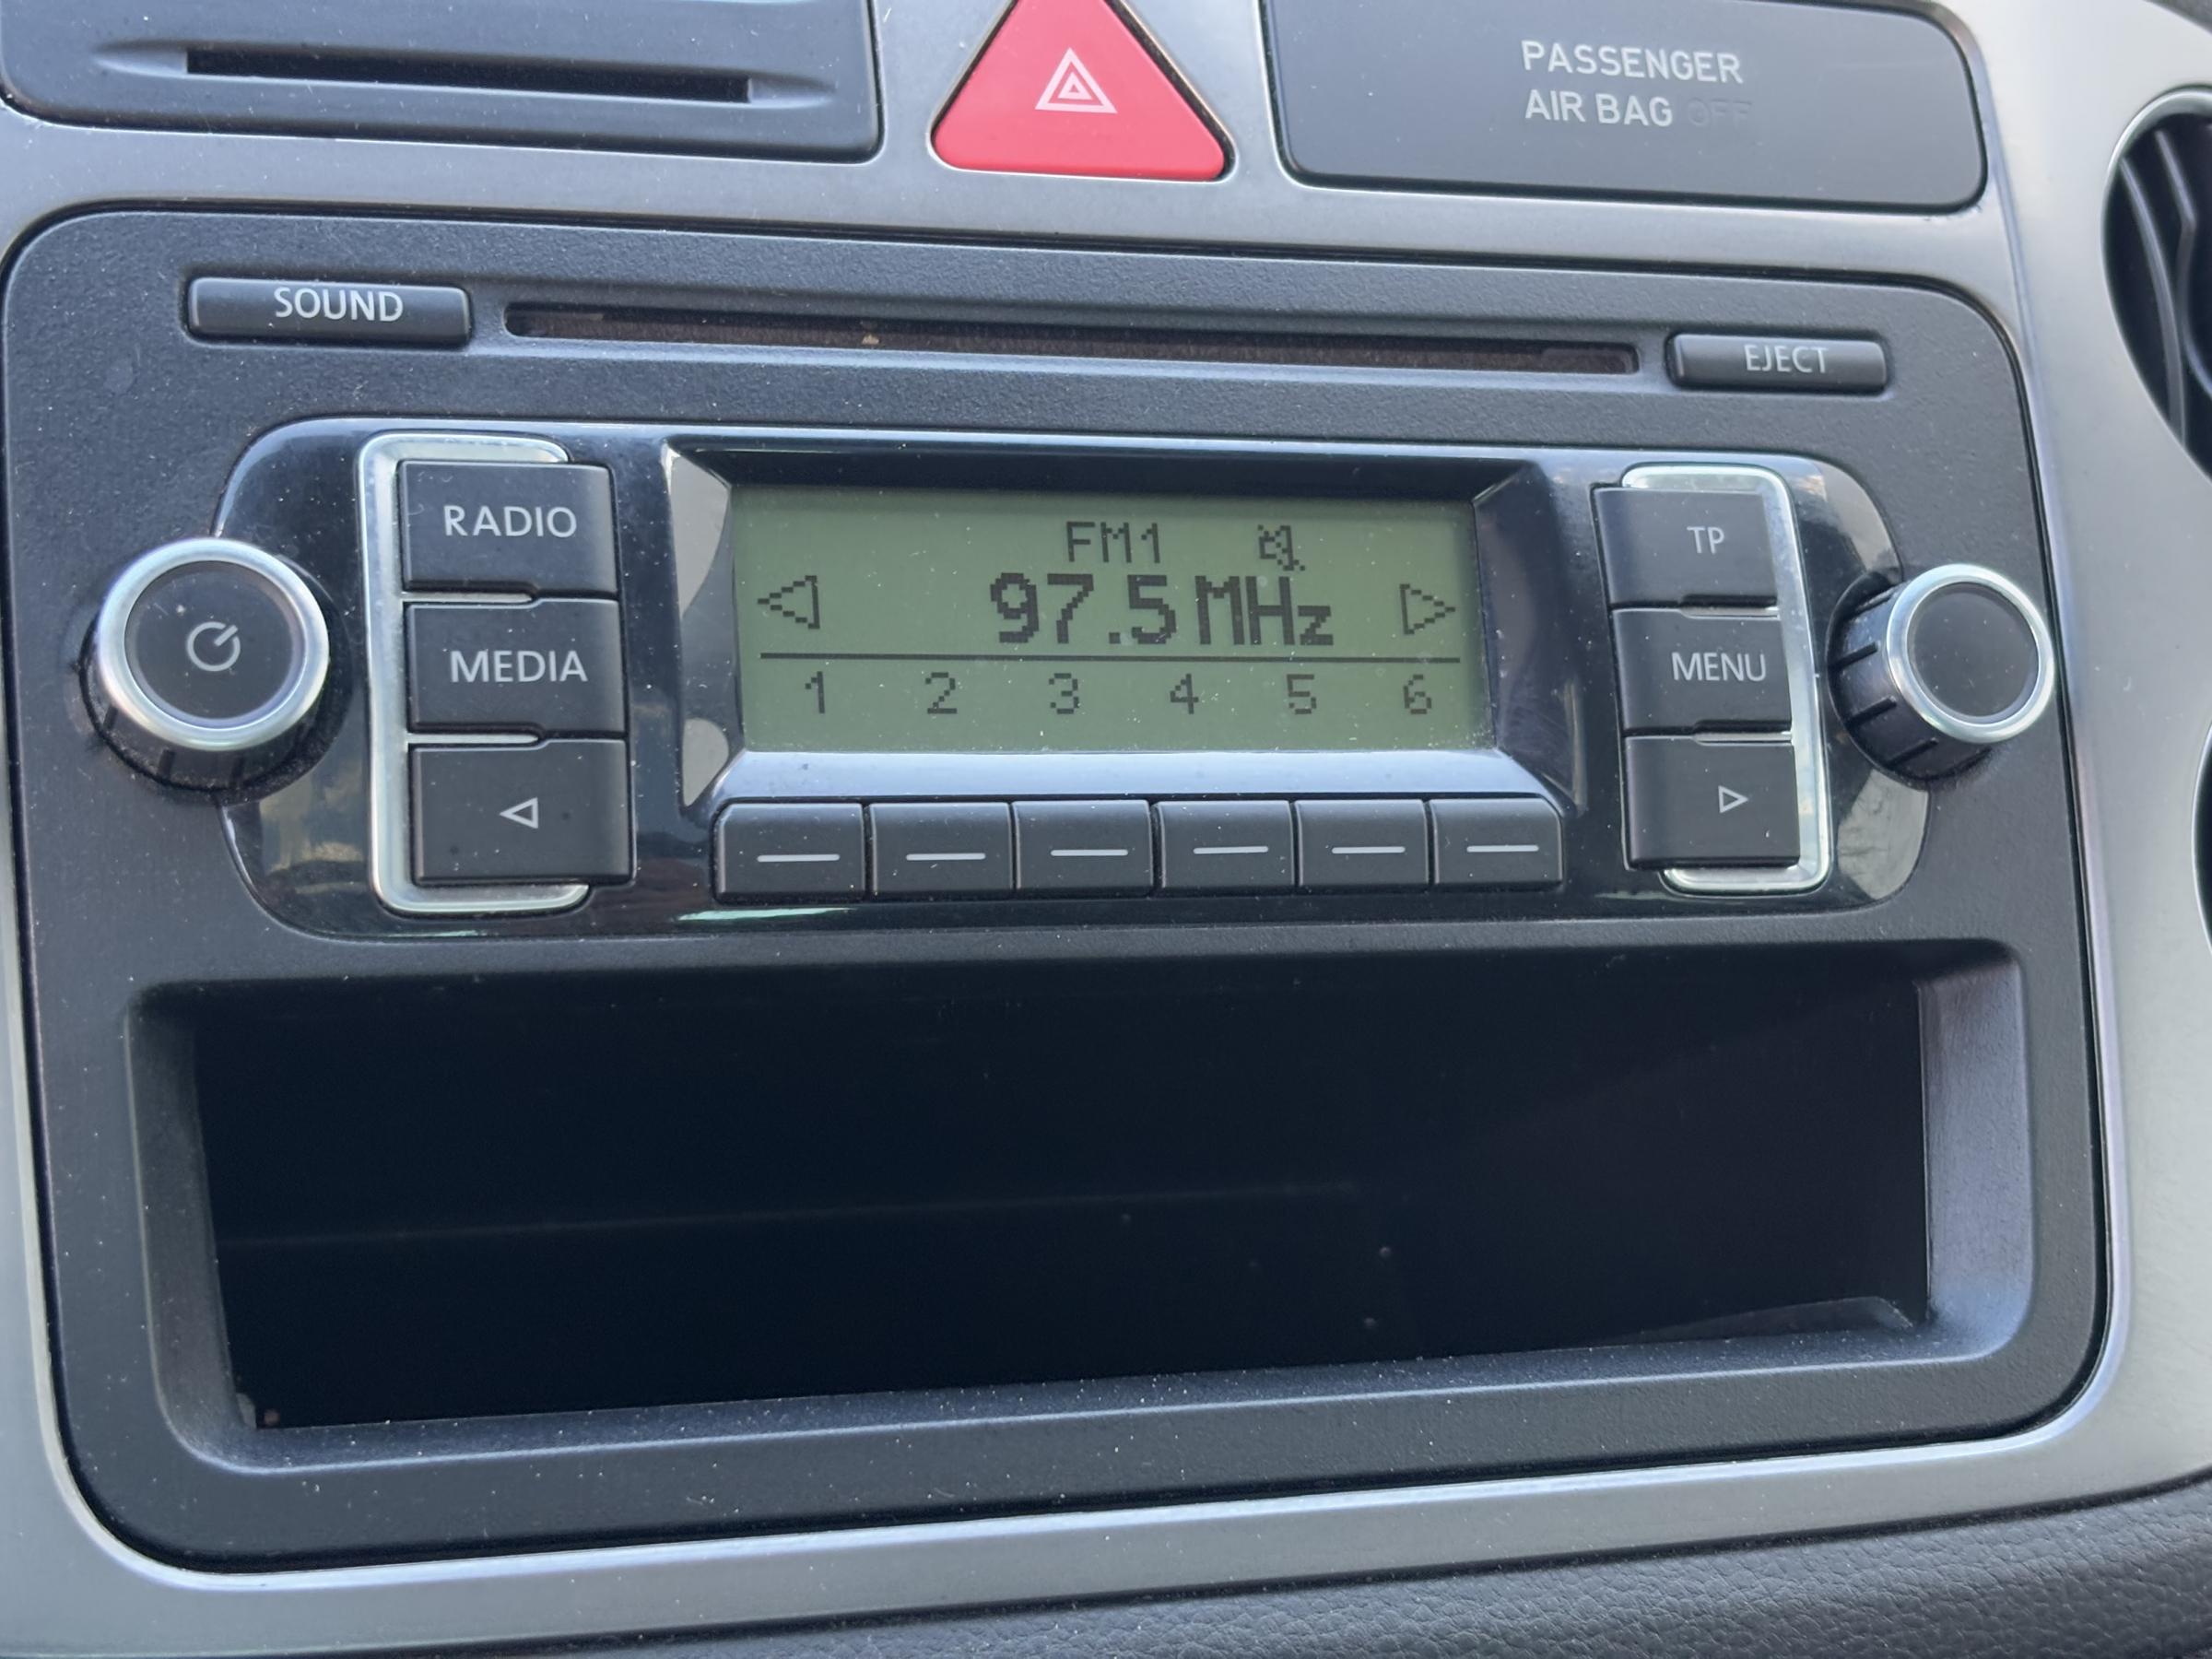 PASSENGER
AIR BAG OFF
SOUND
EJECT
RADIO
MEDIA
FM1
97.5 MHz
1 2 3 4 5 6
TP
MENU